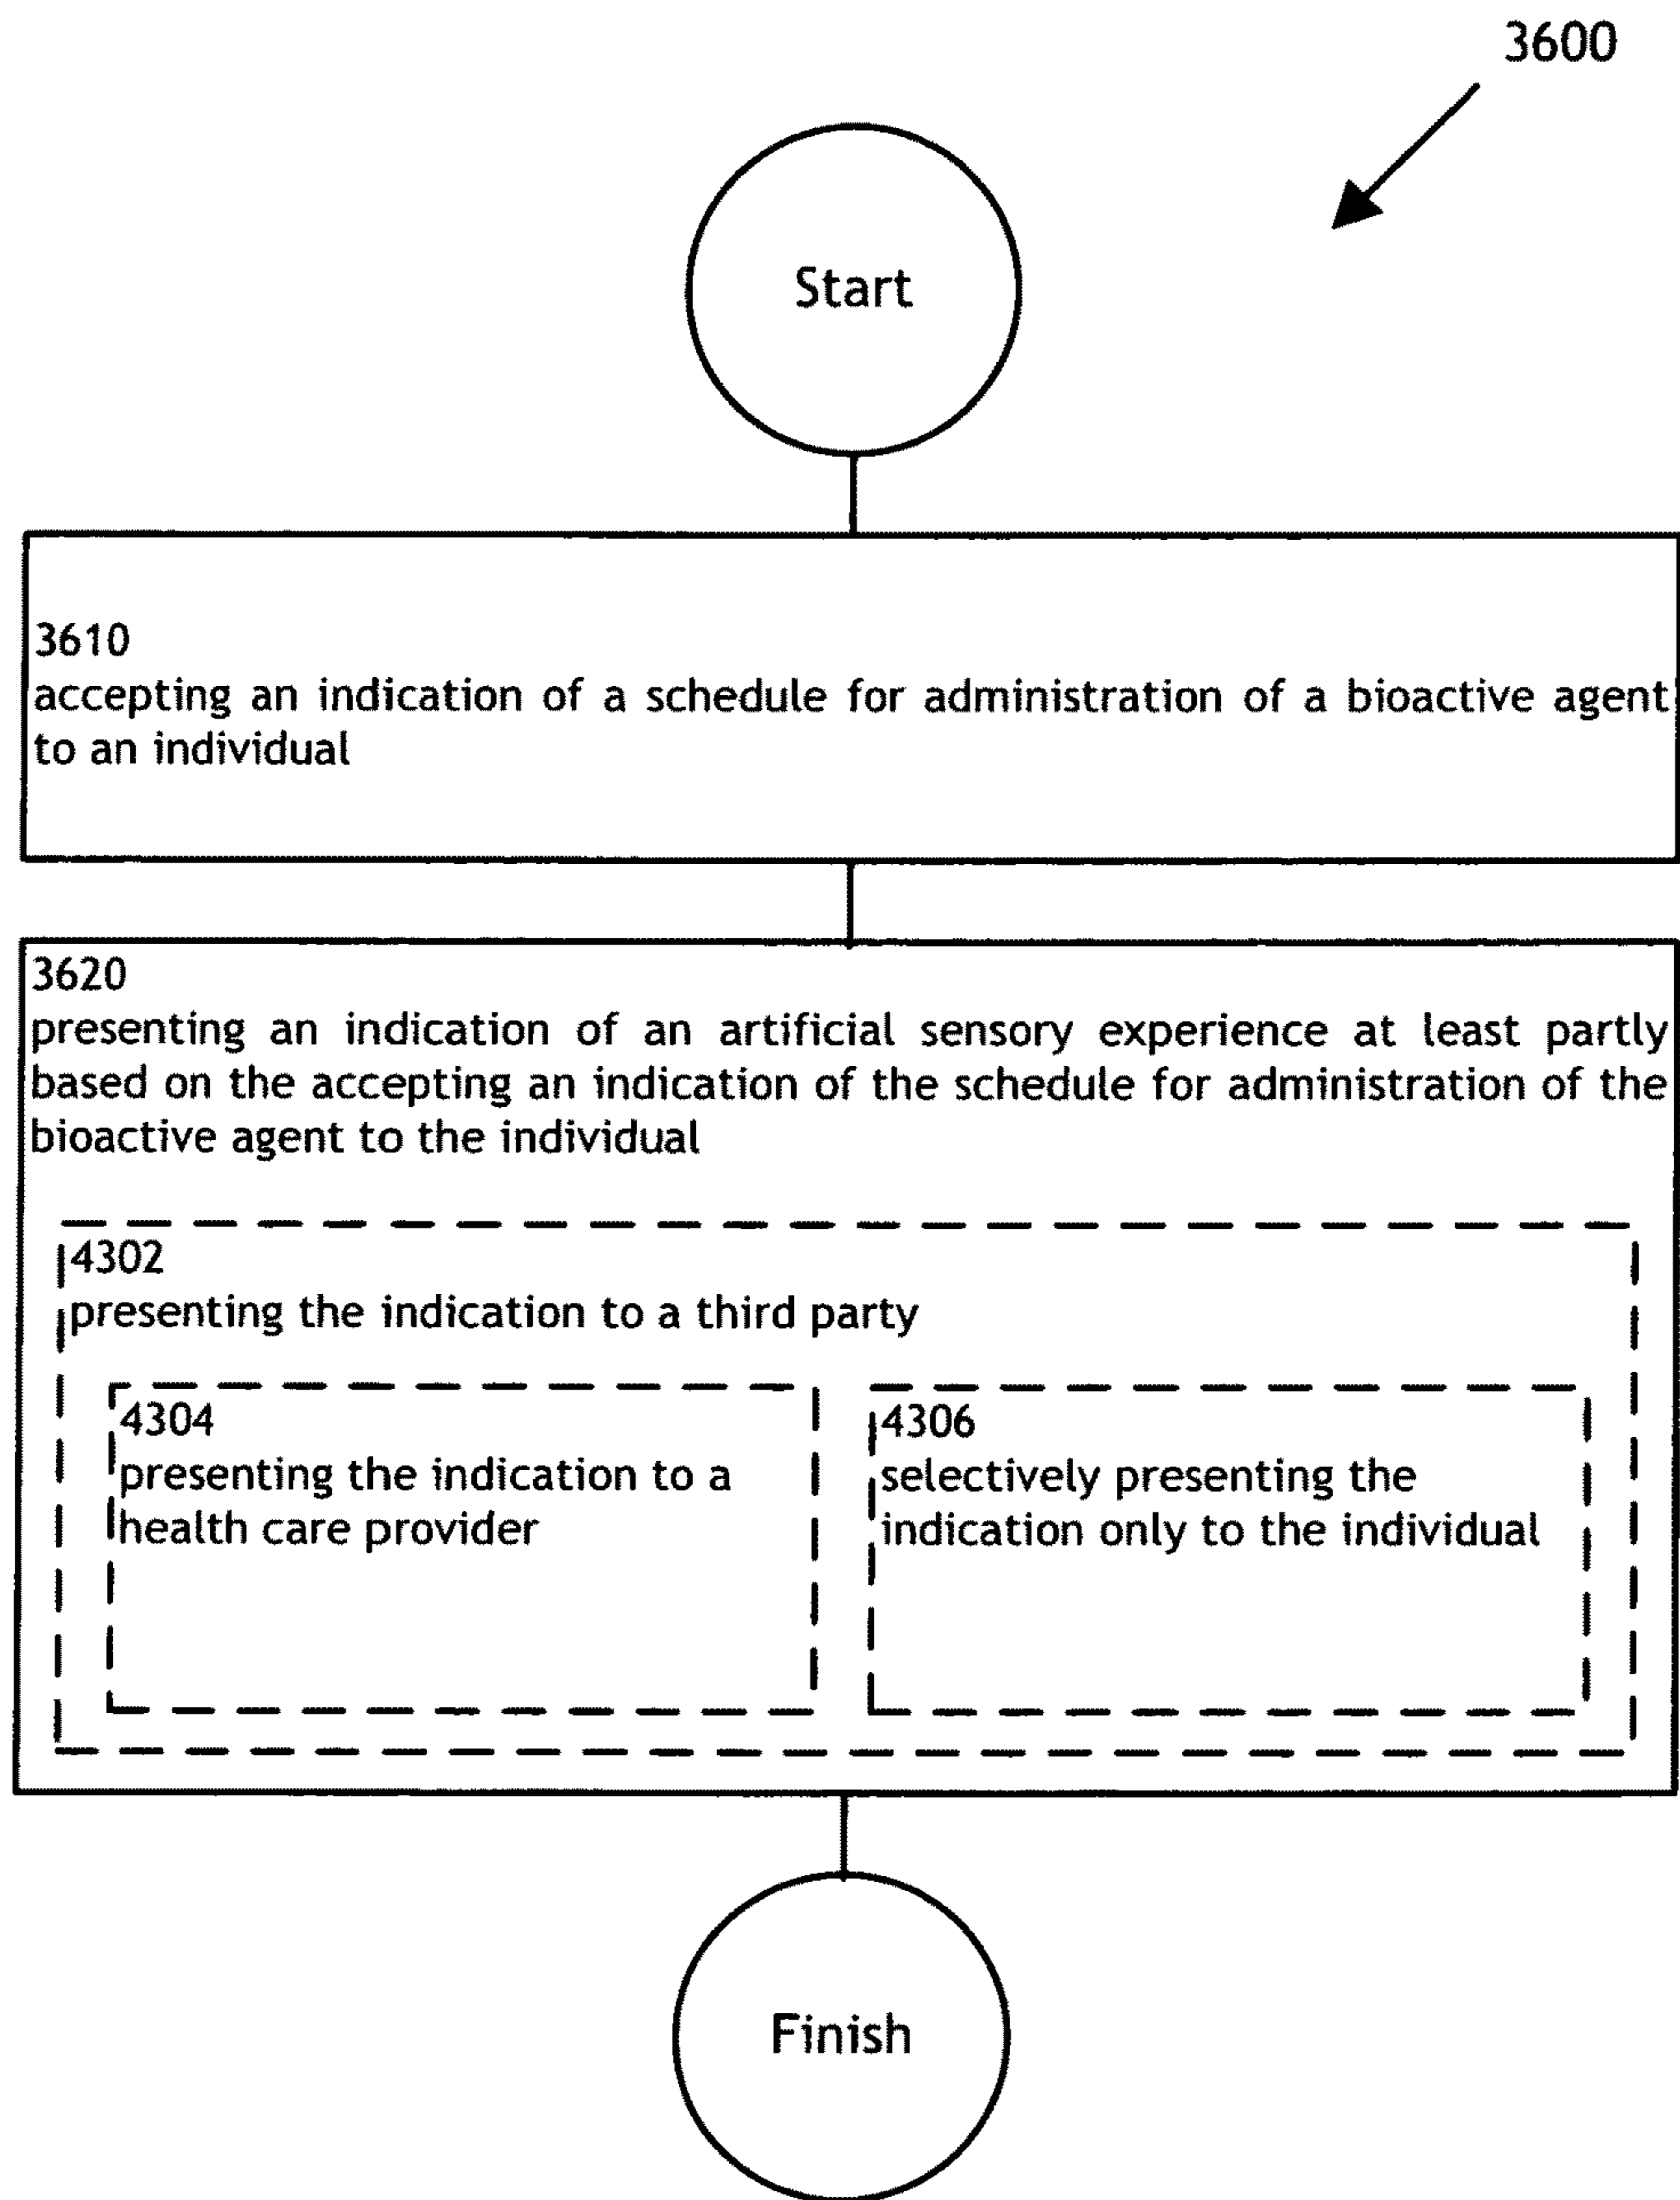 3600
Start
3610
accepting an indication of a schedule for administration of a bioactive agent
to an individual
3620
presenting an indication of an artificial sensory experience at least partly
based on the accepting an indication of the schedule for administration of the
bioactive agent to the individual
4302
presenting the indication to a third party
4304
presenting the indication to a
health care provider
4306
selectively presenting the
indication only to the individual
Finish